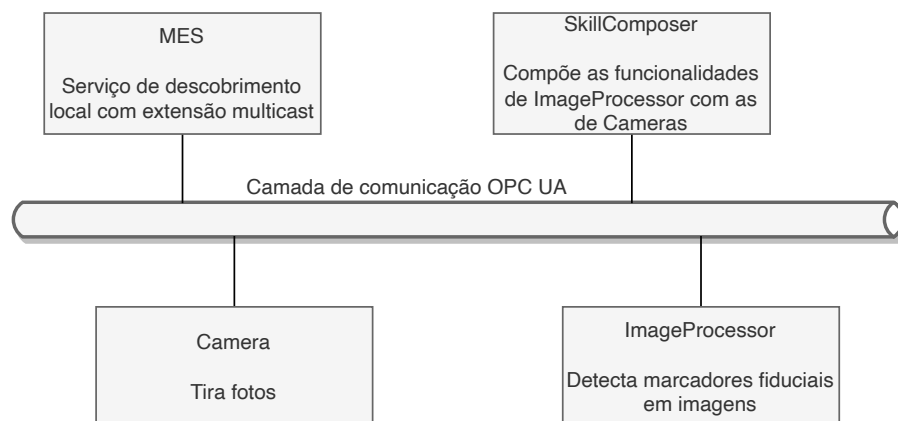 MES
Serviço de descobrimento
local com extensão multicast
SkillComposer
Compõe as funcionalidades
de ImageProcessor com as
de Cameras
Camada de comunicação OPC UA
Camera
Tira fotos
ImageProcessor
Detecta marcadores fiduciais
em imagens